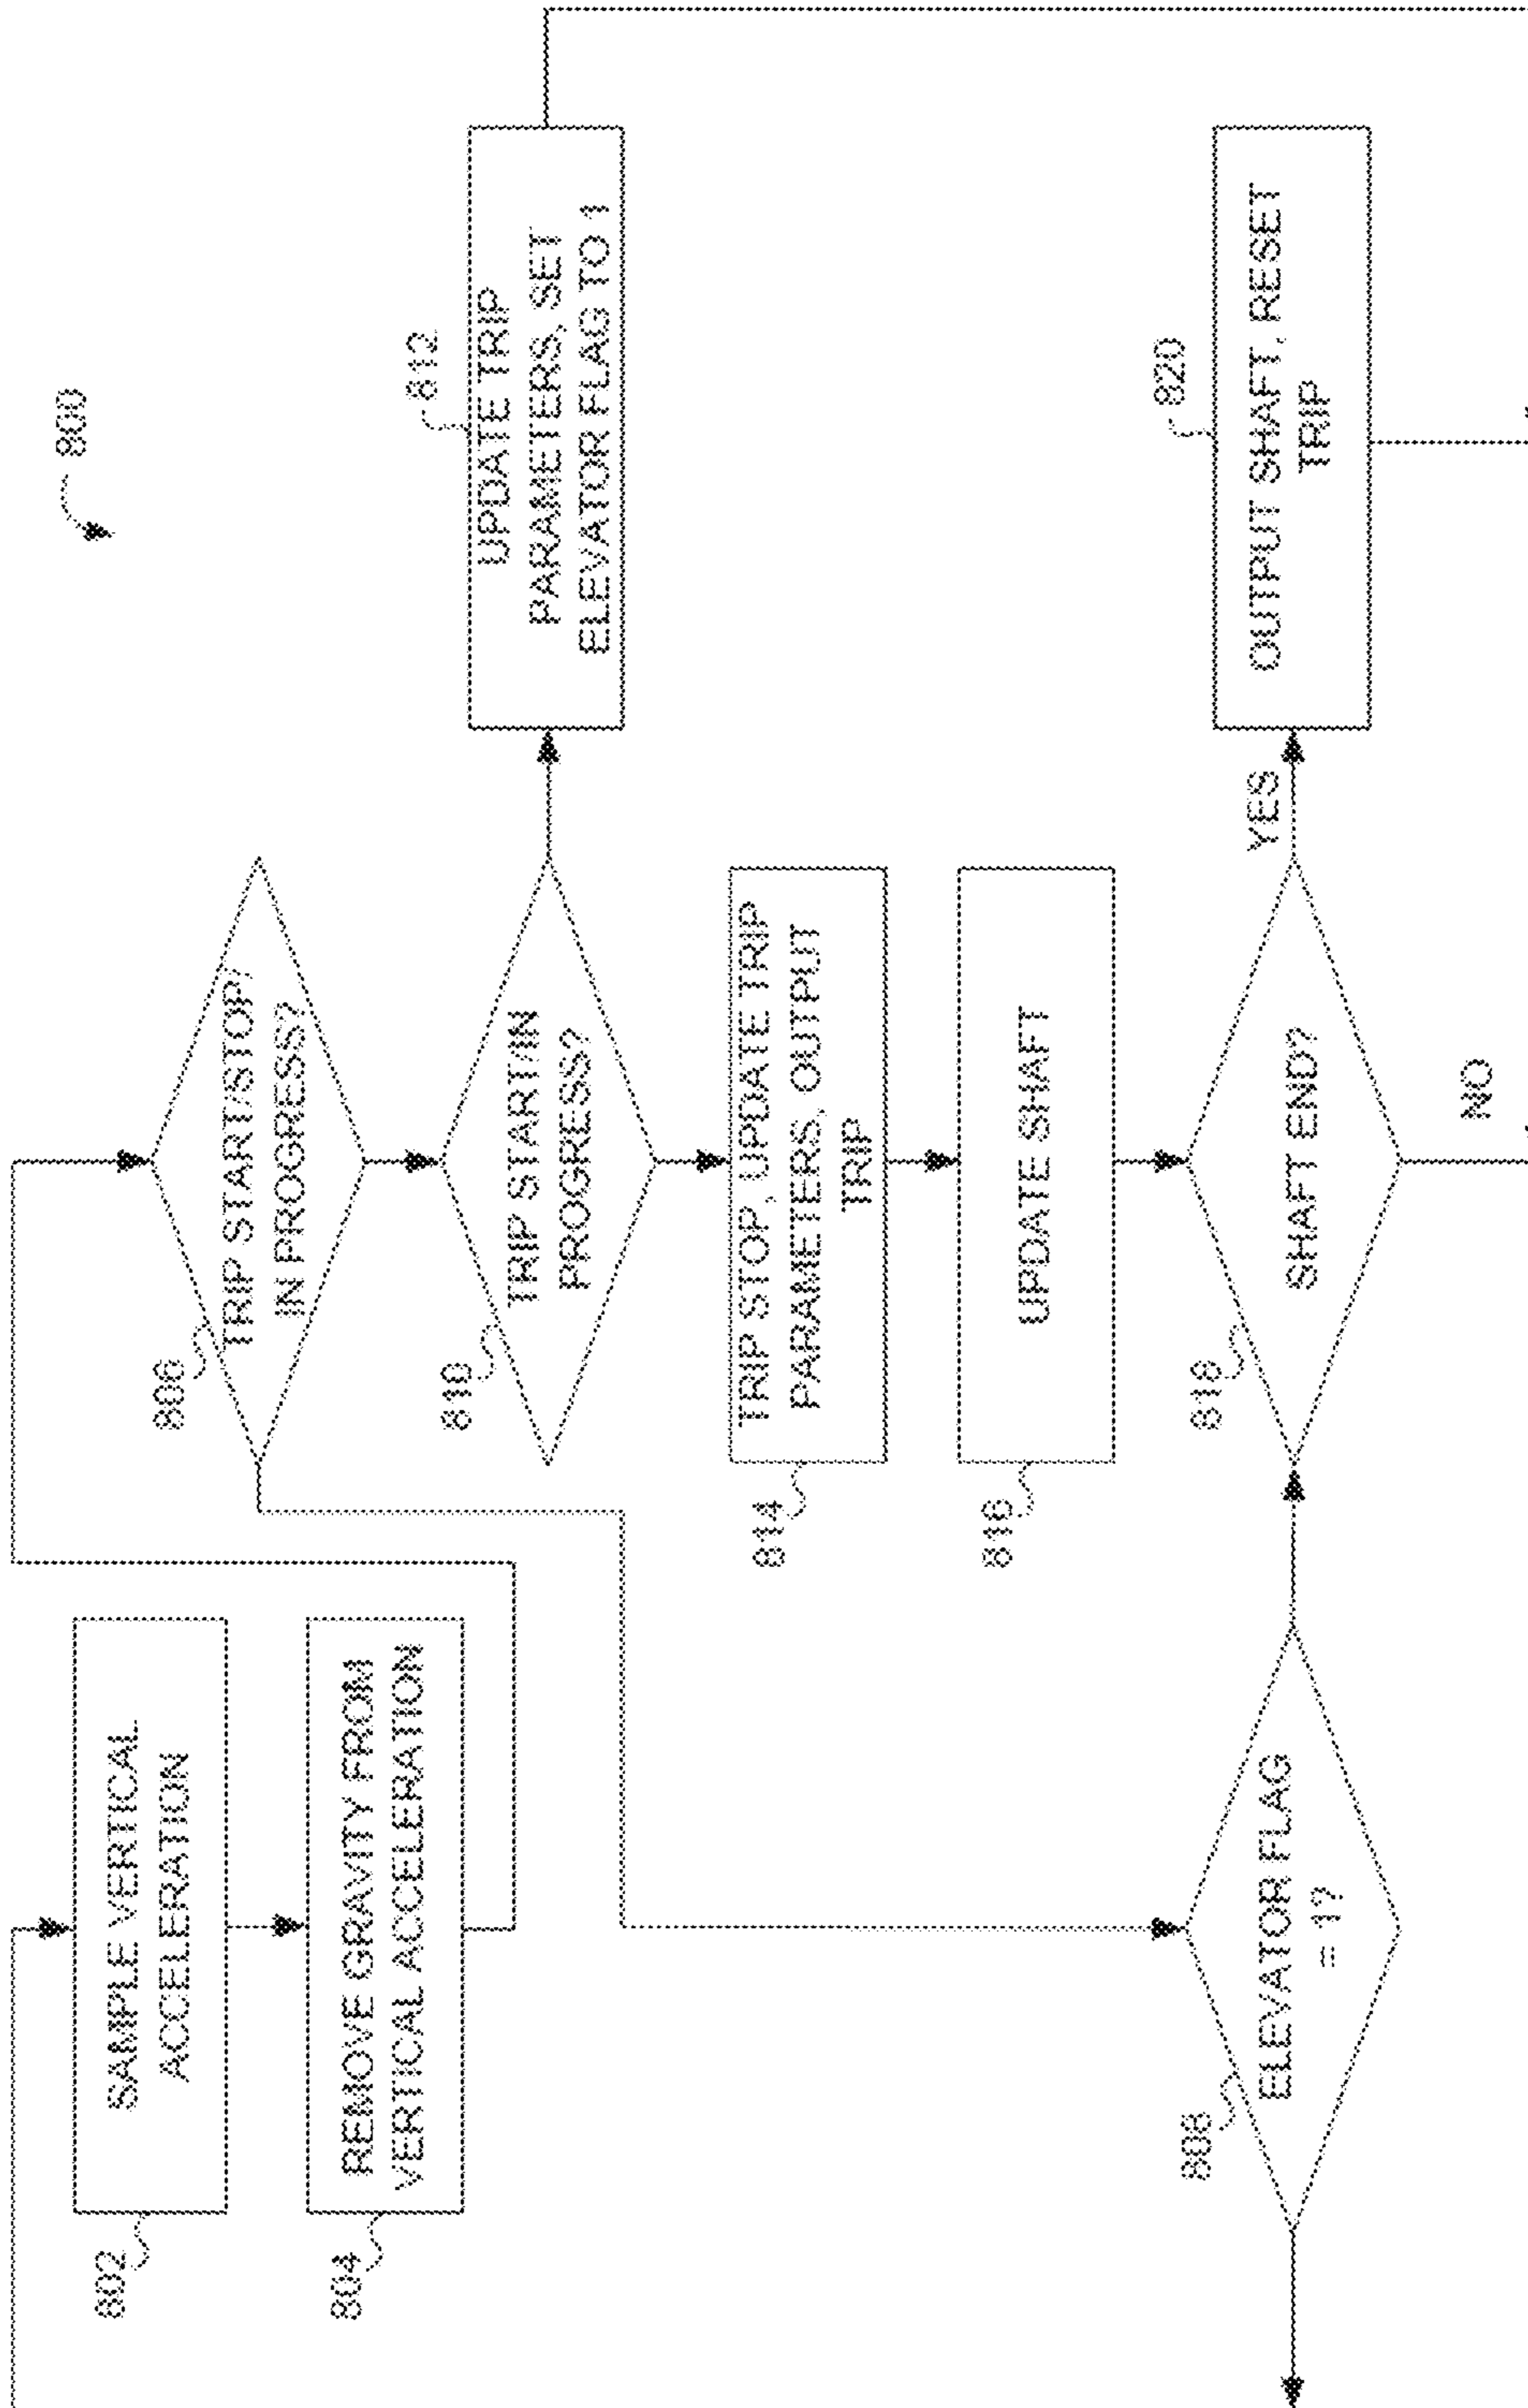 800
802
SAMPLE VERTICAL
ACCELERATION
804
REMOVE GRAVITY FROM
VERTICAL ACCELERATION
806
TRIP START/STOP/
IN PROGRESS?
810
TRIP START/IN
PROGRESS?
812
UPDATE TRIP
PARAMETERS, SET
ELEVATOR FLAG TO 1
814
TRIP STOP, UPDATE TRIP
PARAMETERS, OUTPUT
TRIP
816
UPDATE SHAFT
808
ELEVATOR FLAG
= 1?
818
SHAFT END?
YES
NO
820
OUTPUT SHAFT, RESET
TRIP